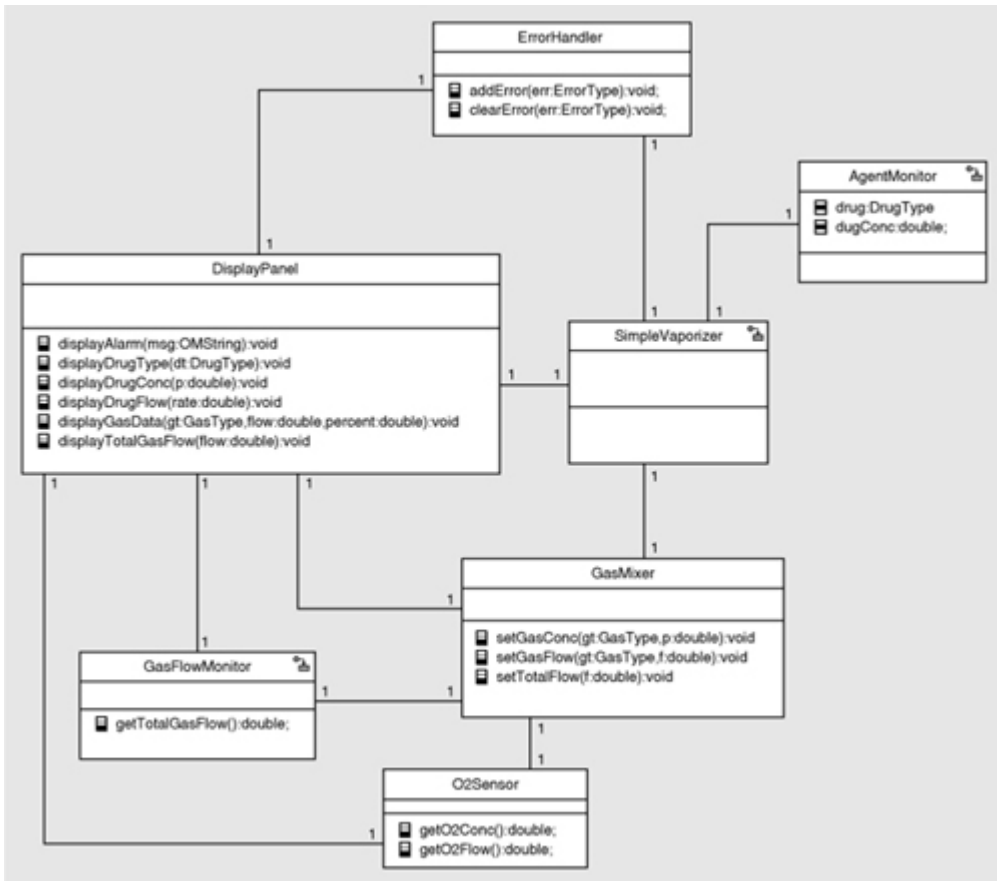 ErrorHandler
1
addError(err:ErrorType):void;
clearError(err:ErrorType):void;
1
AgentMonitor
1
drug:DrugType
dugConc:double;
1
DisplayPanel
1
1
SimpleVaporizer
displayAlarm(msg:OMString):void
displayDrugType(dt:DrugType):void
displayDrugConc(p:double):void
1
1
displayDrugFlow(rate:double):void
displayGasData(gt:GasType,flow:double,percent:double):void
displayTotalGasFlow(flow:double):void
1
1
1
1
1
GasMixer
1
setGasConc(gt:GasType,p:double):void
setGasFlow(gt:GasType,f:double):void
setTotalFlow(f:double):void
1
GasFlowMonitor
1
1
getTotalGasFlow():double;
1
1
O2Sensor
1
getO2Conc():double;
getO2Flow():double;